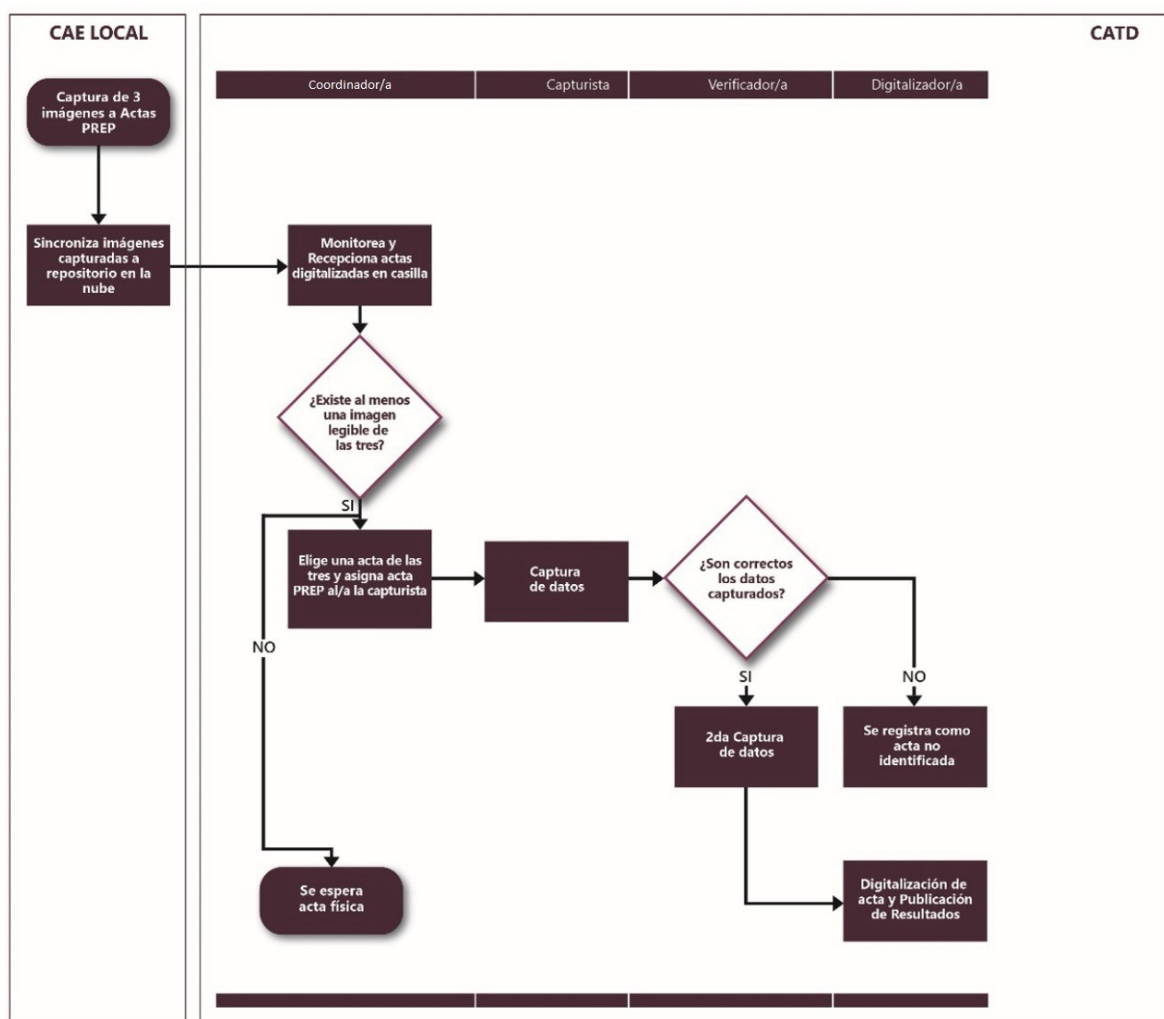 CAE LOCAL
CATD
Coordinador/a
Capturista
Verificador/a
Digitalizador/a
Captura de 3
imágenes a Actas
PREP
Sincroniza imágenes
capturadas a
repositorio en la
nube
Monitorea y
Recepciona actas
digitalizadas en casilla
¿Existe al menos
una imagen
legible de
las tres?
SI
NO
Elige una acta de las
tres y asigna acta
PREP al/a la capturista
Captura
de datos
¿Son correctos
los datos
capturados?
SI
NO
2da Captura
de datos
Se registra como
acta no
identificada
Se espera
acta física
Digitalización de
acta y Publicación
de Resultados